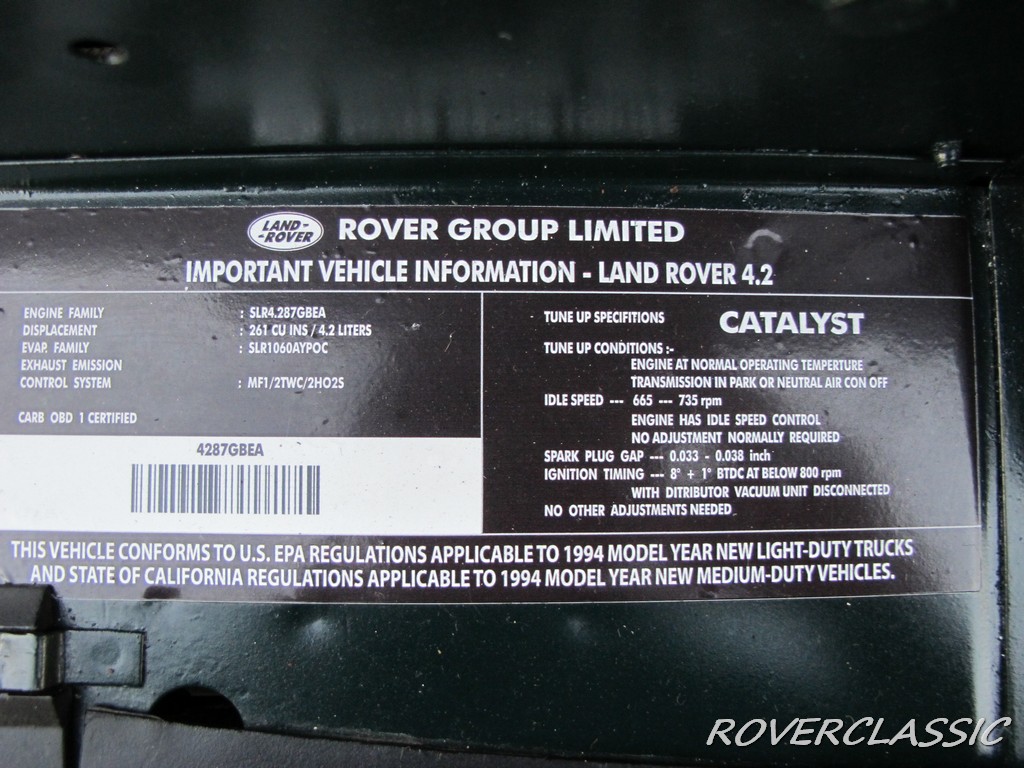 LAND-
-ROVER
ROVER GROUP LIMITED
IMPORTANT VEHICLE INFORMATION - LAND ROVER 4.2
ENGINE FAMILY : SLR4.287GBEA
DISPLACEMENT : 261 CU INS / 4.2 LITERS
EVAP. FAMILY : SLR1060AYPOC
EXHAUST EMISSION
CONTROL SYSTEM : MF1/2TWC/2HO2S
CARB OBD 1 CERTIFIED
4287GBEA
TUNE UP SPECIFITIONS CATALYST
TUNE UP CONDITIONS :-
ENGINE AT NORMAL OPERATING TEMPERTURE
TRANSMISSION IN PARK OR NEUTRAL AIR CON OFF
IDLE SPEED --- 665 --- 735 rpm
ENGINE HAS IDLE SPEED CONTROL
NO ADJUSTMENT NORMALLY REQUIRED
SPARK PLUG GAP --- 0.033 - 0.038 inch
IGNITION TIMING --- 8° + 1° BTDC AT BELOW 800 rpm
WITH DITRIBUTOR VACUUM UNIT DISCONNECTED
NO OTHER ADJUSTMENTS NEEDED
THIS VEHICLE CONFORMS TO U.S. EPA REGULATIONS APPLICABLE TO 1994 MODEL YEAR NEW LIGHT-DUTY TRUCKS
AND STATE OF CALIFORNIA REGULATIONS APPLICABLE TO 1994 MODEL YEAR NEW MEDIUM-DUTY VEHICLES.
ROVERCLASSIC